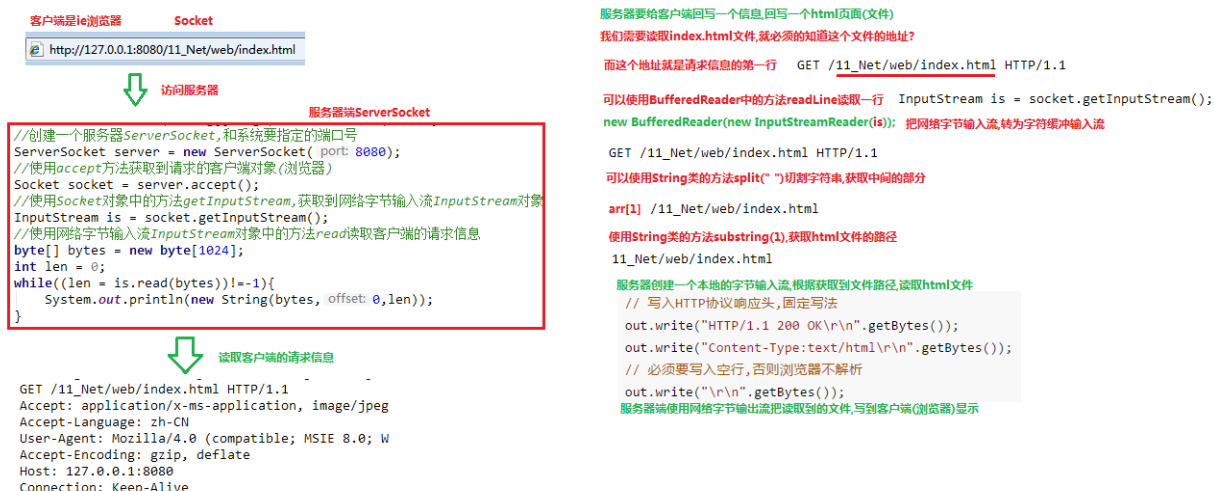 客户端是ie浏览器 Socket
http://127.0.0.1:8080/11_Net/web/index.html
访问服务器
服务器端ServerSocket
//创建一个服务器ServerSocket,和系统要指定的端口号
ServerSocket server = new ServerSocket( port: 8080);
//使用accept方法获取到请求的客户端对象(浏览器)
Socket socket = server.accept();
//使用Socket对象中的方法getInputStream,获取到网络字节输入流InputStream对象
InputStream is = socket.getInputStream();
//使用网络字节输入流InputStream对象中的方法read读取客户端的请求信息
byte[] bytes = new byte[1024];
int len = 0;
while((len = is.read(bytes))!=-1){
System.out.println(new String(bytes, offset: 0,len));
}
读取客户端的请求信息
GET /11_Net/web/index.html HTTP/1.1
Accept: application/x-ms-application, image/jpeg
Accept-Language: zh-CN
User-Agent: Mozilla/4.0 (compatible; MSIE 8.0; W
Accept-Encoding: gzip, deflate
Host: 127.0.0.1:8080
Connection: Keep-Alive
服务器要给客户端回写一个信息,回写一个html页面(文件)
我们需要读取index.html文件,就必须的知道这个文件的地址?
而这个地址就是请求信息的第一行 GET /11_Net/web/index.html HTTP/1.1
可以使用BufferedReader中的方法readLine读取一行 InputStream is = socket.getInputStream();
new BufferedReader(new InputStreamReader(is)); 把网络字节输入流,转为字符缓冲输入流
GET /11_Net/web/index.html HTTP/1.1
可以使用String类的方法split(" ")切割字符串,获取中间的部分
arr[1] /11_Net/web/index.html
使用String类的方法substring(1),获取html文件的路径
11_Net/web/index.html
服务器创建一个本地的字节输入流,根据获取到文件路径,读取html文件
// 写入HTTP协议响应头,固定写法
out.write("HTTP/1.1 200 OK\r\n".getBytes());
out.write("Content-Type:text/html\r\n".getBytes());
// 必须要写入空行,否则浏览器不解析
out.write("\r\n".getBytes());
服务器端使用网络字节输出流把读取到的文件,写到客户端(浏览器)显示